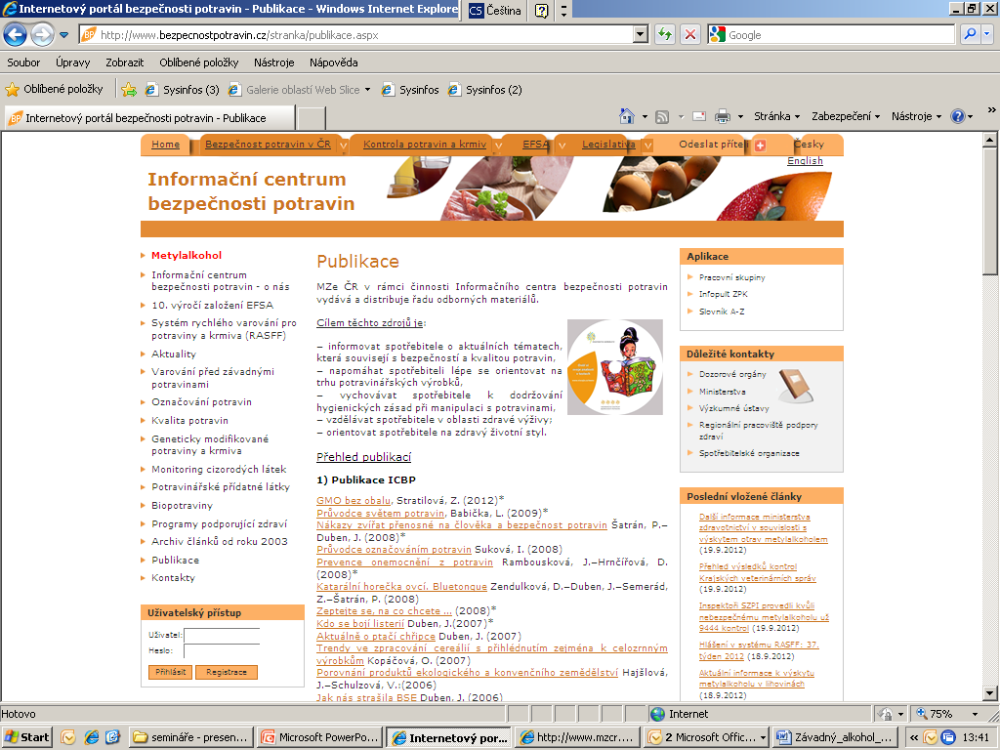 Internetový portál bezpečnosti potravin - Publikace - Windows Internet Explore
CS Čeština
http://www.bezpecnostpotravin.cz/stranka/publikace.aspx
Google
Soubor Úpravy Zobrazit Oblíbené položky Nástroje Nápověda
Oblíbené položky Sysinfos (3) Galerie oblastí Web Slice Sysinfos Sysinfos (2)
Internetový portál bezpečnosti potravin - Publikace
Stránka Zabezpečení Nástroje
Home Bezpečnost potravin v ČR Kontrola potravin a krmiv EFSA Legislativa Odeslat příteli Česky
English
Informační centrum
bezpečnosti potravin
Metylalkohol
Informační centrum
bezpečnosti potravin - o nás
10. výročí založení EFSA
Systém rychlého varování pro
potraviny a krmiva (RASFF)
Aktuality
Varování před závadnými
potravinami
Označování potravin
Kvalita potravin
Geneticky modifikované
potraviny a krmiva
Monitoring cizorodých látek
Potravinářské přídatné látky
Biopotraviny
Programy podporující zdraví
Archiv článků od roku 2003
Publikace
Kontakty
Uživatelský přístup
Uživatel:
Heslo:
Přihlásit Registrace
Publikace
MZe ČR v rámci činnosti Informačního centra bezpečnosti potravin
vydává a distribuje řadu odborných materiálů.
Cílem těchto zdrojů je:
– informovat spotřebitele o aktuálních tématech,
která souvisejí s bezpečností a kvalitou potravin,
– napomáhat spotřebiteli lépe se orientovat na
trhu potravinářských výrobků,
– vychovávat spotřebitele k dodržování
hygienických zásad při manipulaci s potravinami,
– vzdělávat spotřebitele v oblasti zdravé výživy;
– orientovat spotřebitele na zdravý životní styl.
Přehled publikací
1) Publikace ICBP
GMO bez obalu, Stratilová, Z. (2012)*
Průvodce světem potravin, Babička, L. (2009)*
Nákazy zvířat přenosné na člověka a bezpečnost potravin Šatrán, P.–
Duben, J. (2008)*
Průvodce označováním potravin Suková, I. (2008)
Prevence onemocnění z potravin Rambousková, J.–Hrnčířová, D.
(2008)*
Katarální horečka ovcí. Bluetongue Zendulková, D.–Duben, J.–Semerád,
Z.–Šatrán, P. (2008)
Zeptejte se, na co chcete ... (2008)*
Kdo se bojí listerií Duben, J.(2007)*
Aktuálně o ptačí chřipce Duben, J. (2007)
Trendy ve zpracování cereálií s přihlédnutím zejména k celozrnným
výrobkům Kopáčová, O. (2007)
Porovnání produktů ekologického a konvenčního zemědělství Hajšlová,
J.–Schulzová, V.:(2006)
Jak nás strašila BSE Duben, J. (2006)
Aplikace
Pracovní skupiny
Infopult ZPK
Slovník A-Z
Důležité kontakty
Dozorové orgány
Ministerstva
Výzkumné ústavy
Regionální pracoviště podpory
zdraví
Spotřebitelské organizace
Poslední vložené články
Další informace ministerstva
zdravotnictví v souvislosti s
výskytem otrav metylalkoholem
(19.9.2012)
Přehled výsledků kontrol
Krajských veterinárních správ
(19.9.2012)
Inspektoři SZPI provedli kvůli
nebezpečnému metylalkoholu už
9444 kontrol (19.9.2012)
Hlášení v systému RASFF: 37.
týden 2012 (18.9.2012)
Aktuální informace k výskytu
metylalkoholu v lihovinách
(18.9.2012)
Hotovo Internet 75%
Start semináře - presen... Microsoft PowerPo... Internetový por... http://www.mzcr.... 2 Microsoft Offic... Závadný_alkohol_... 13:41